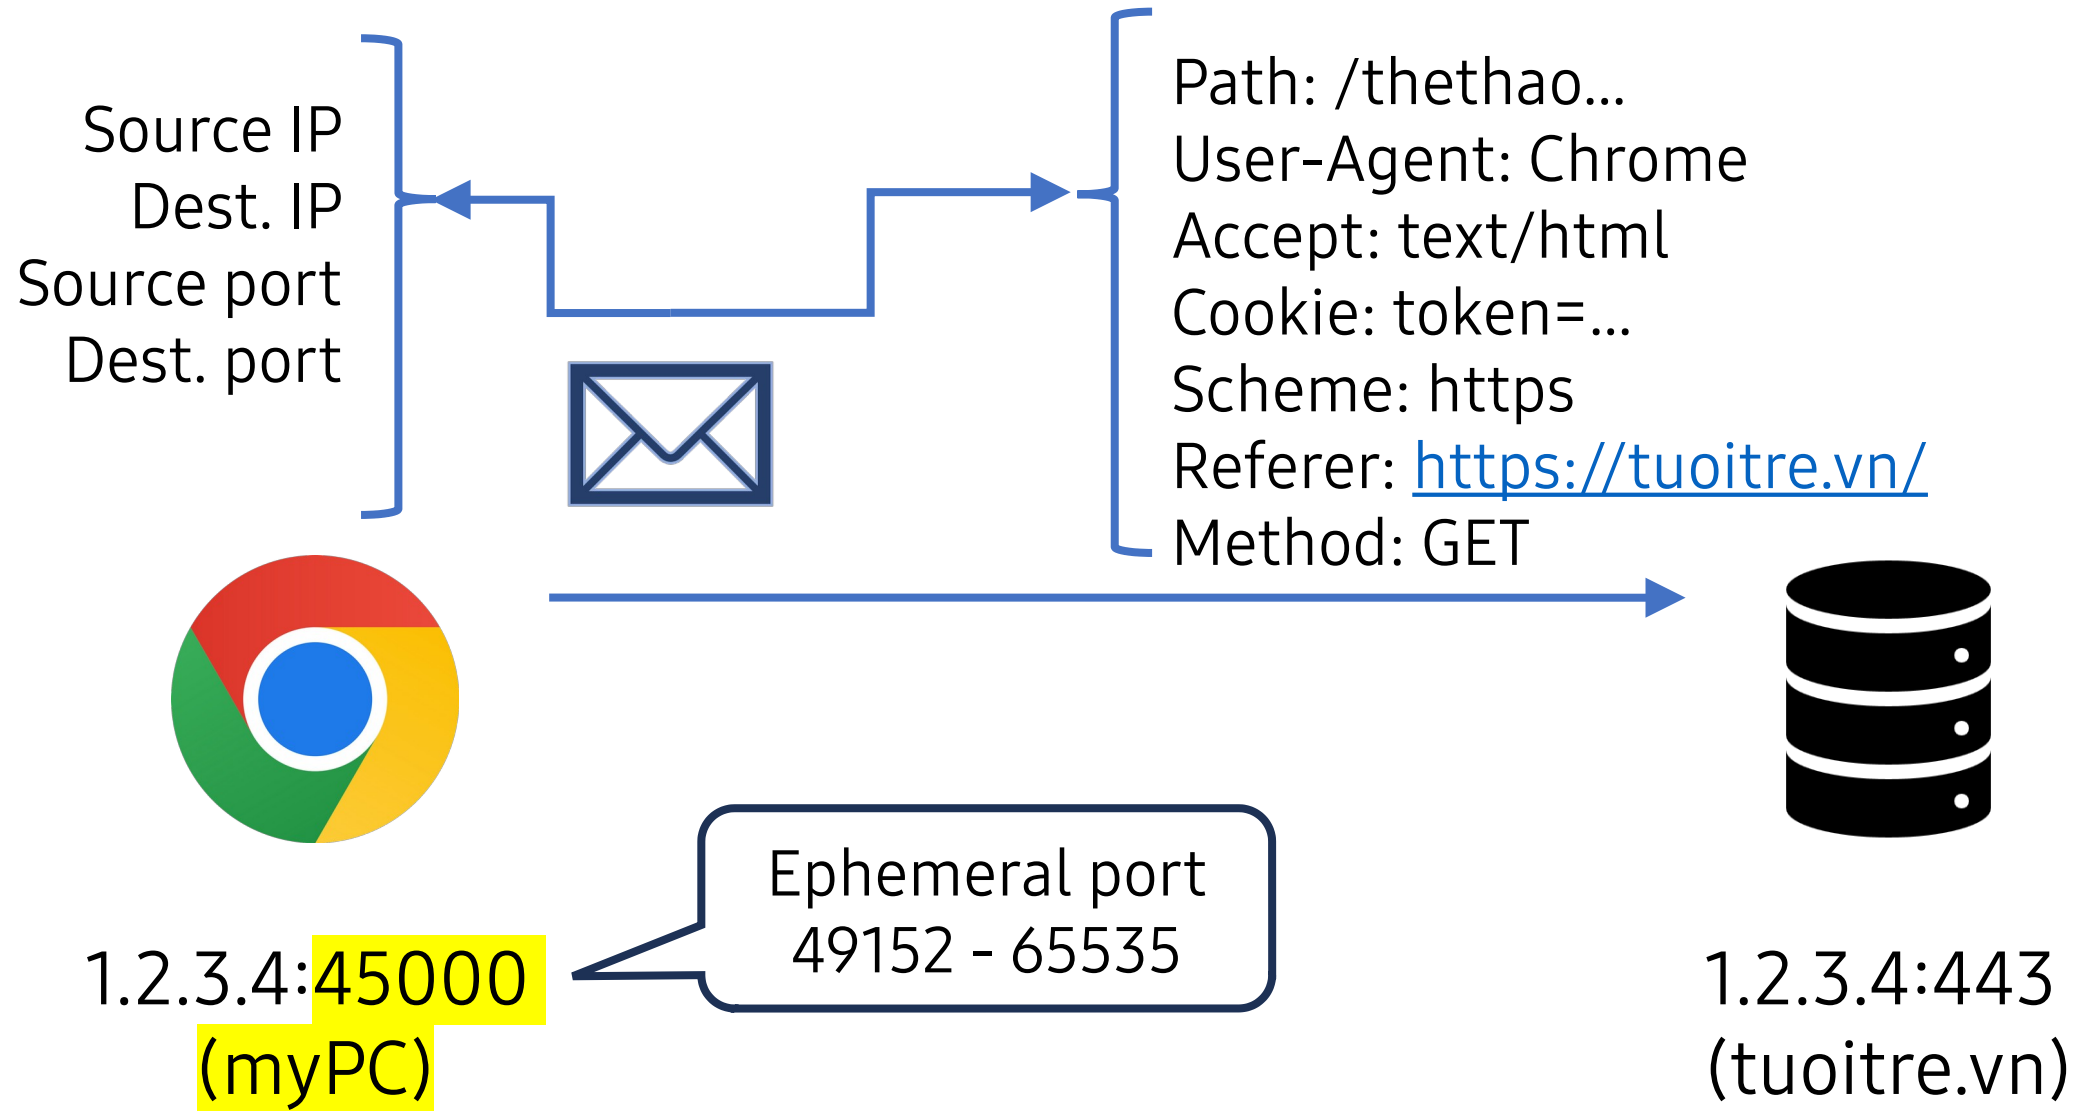 Source IP
Dest. IP
Source port
Dest. port
Path: /thethao...
User-Agent: Chrome
Accept: text/html
Cookie: token=...
Scheme: https
Referer: https://tuoitre.vn/
Method: GET
Ephemeral port
49152 - 65535
1.2.3.4:45000
(myPC)
1.2.3.4:443
(tuoitre.vn)